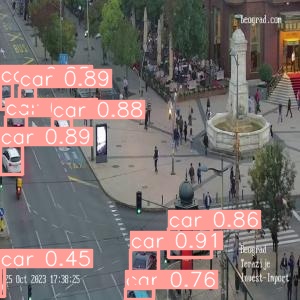 Beograd.com
car 0.89
car 0.88
car 0.89
car 0.86
car 0.91
car 0.45
car 0.76
Beograd
Terazije
Invest-Import
25 Oct 2023 17:38:25